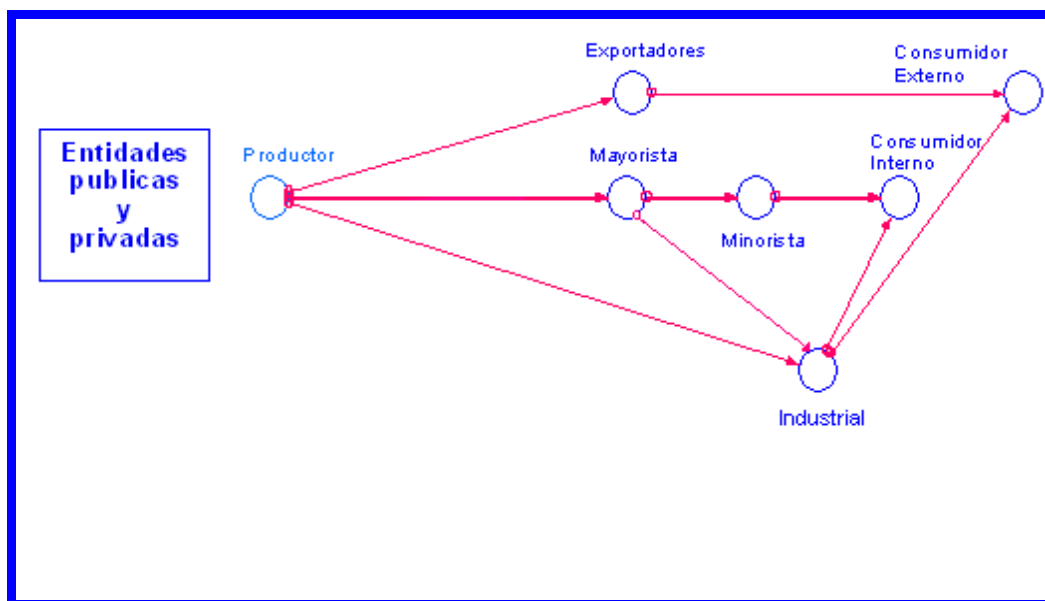 Exportadores
Consumidor
Externo
Entidades
publicas
y
privadas
Productor
Mayorista
Consumidor
Interno
Minorista
Industrial